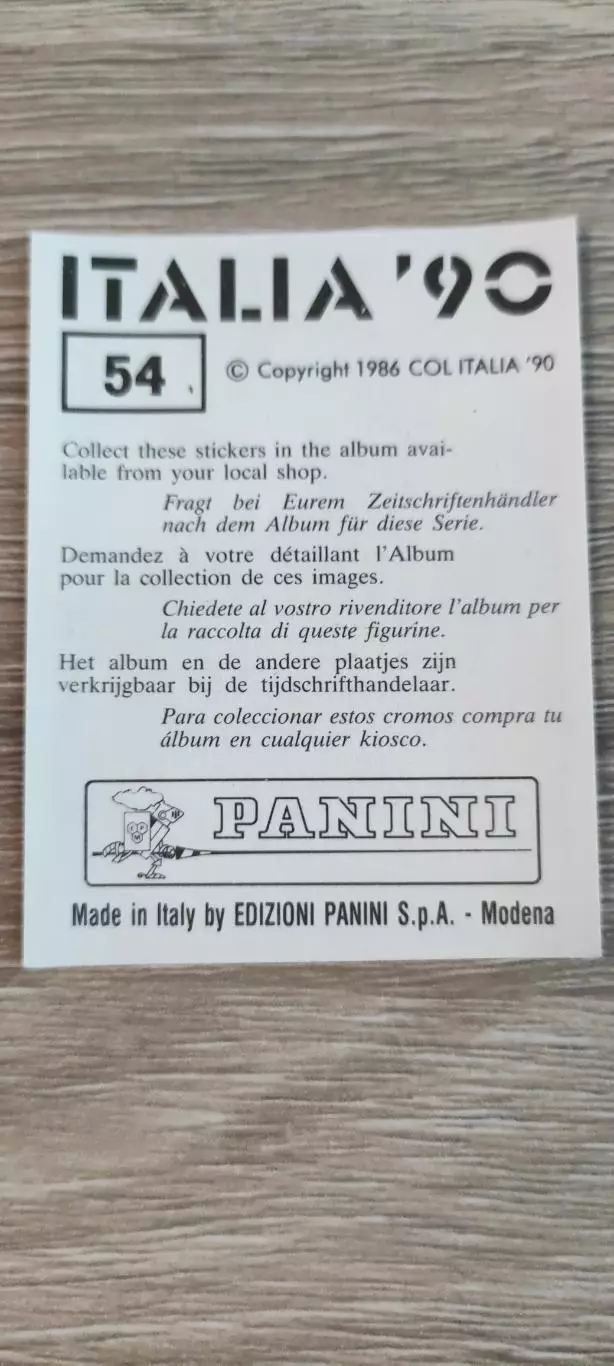 ITALIA '90
54
© Copyright 1986 COL ITALIA '90
Collect these stickers in the album avai-
lable from your local shop.
Fragt bei Eurem Zeitschriftenhändler
nach dem Album für diese Serie.
Demandez à votre détaillant l'Album
pour la collection de ces images.
Chiedete al vostro rivenditore l'album per
la raccolta di queste figurine.
Het album en de andere plaatjes zijn
verkrijgbaar bij de tijdschrifthandelaar.
Para coleccionar estos cromos compra tu
álbum en cualquier kiosco.
PANINI
Made in Italy by EDIZIONI PANINI S.p.A. - Modena